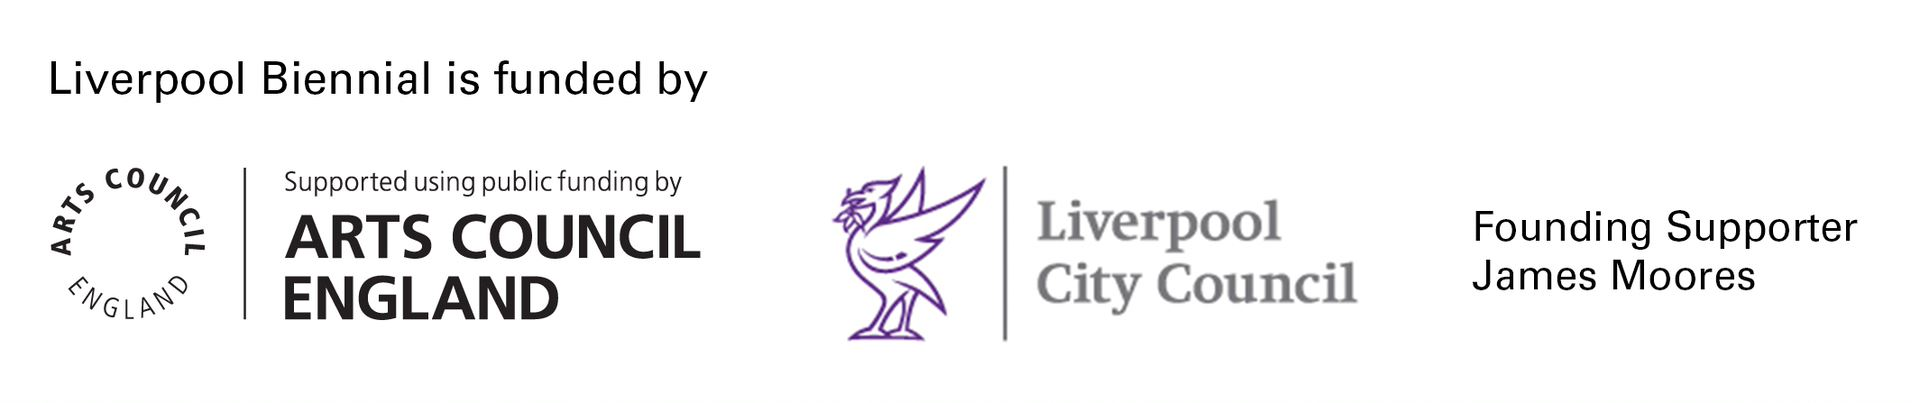 Liverpool Biennial is funded by
ARTS COUNCIL
ENGLAND
Supported using public funding by
ARTS COUNCIL
ENGLAND
Liverpool
City Council
Founding Supporter
James Moores